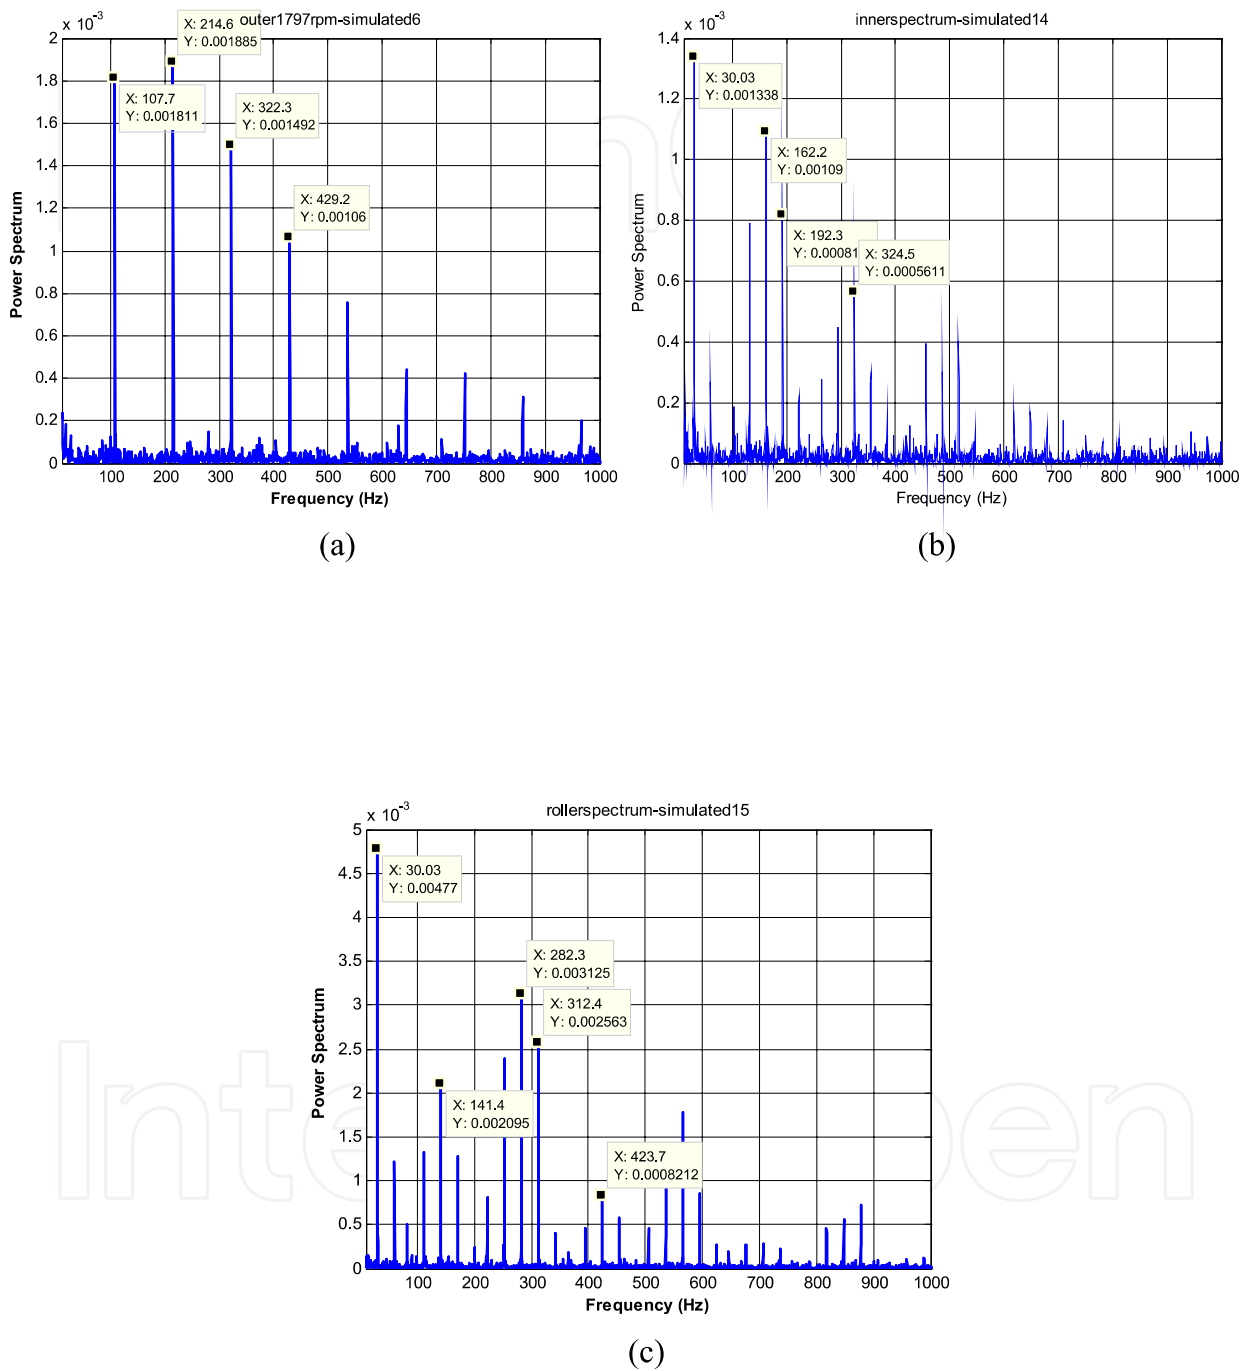 x 10⁻³
outer1797rpm-simulated6
X: 214.6
Y: 0.001885
X: 107.7
Y: 0.001811
X: 322.3
Y: 0.001492
X: 429.2
Y: 0.00106
2
1.8
1.6
1.4
1.2
1
0.8
0.6
0.4
0.2
0
Power Spectrum
100 200 300 400 500 600 700 800 900 1000
Frequency (Hz)
(a)
x 10⁻³
innerspectrum-simulated14
X: 30.03
Y: 0.001338
X: 162.2
Y: 0.00109
X: 192.3
Y: 0.00081
X: 324.5
Y: 0.0005611
1.4
1.2
1
0.8
0.6
0.4
0.2
0
Power Spectrum
100 200 300 400 500 600 700 800 900 1000
Frequency (Hz)
(b)
x 10⁻³
rollerspectrum-simulated15
X: 30.03
Y: 0.00477
X: 282.3
Y: 0.003125
X: 312.4
Y: 0.002563
X: 141.4
Y: 0.002095
X: 423.7
Y: 0.0008212
5
4.5
4
3.5
3
2.5
2
1.5
1
0.5
0
Power Spectrum
100 200 300 400 500 600 700 800 900 1000
Frequency (Hz)
(c)